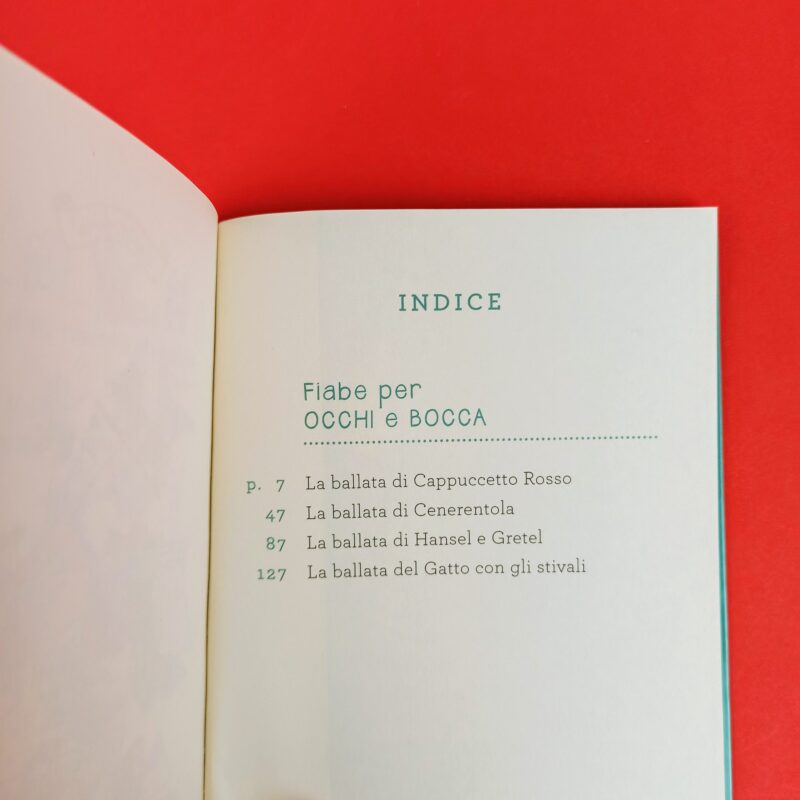 INDICE
Fiabe per
OCCHI e BOCCA
p. 7 La ballata di Cappuccetto Rosso
47 La ballata di Cenerentola
87 La ballata di Hansel e Gretel
127 La ballata del Gatto con gli stivali